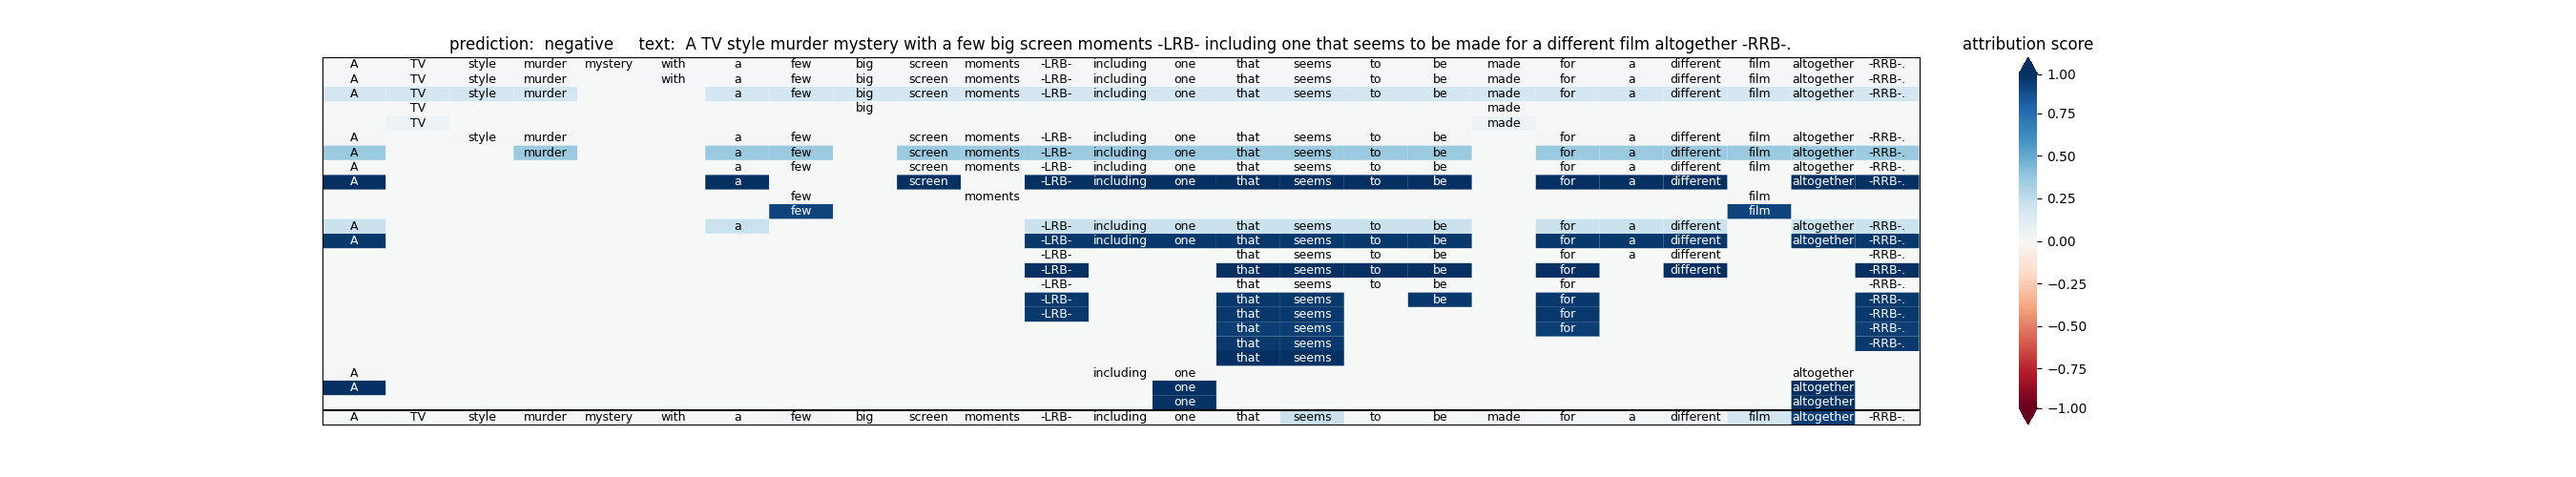 prediction:  negative     text:  A TV style murder mystery with a few big screen moments -LRB- including one that seems to be made for a different film altogether -RRB-.
attribution score
A TV style murder mystery with a few big screen moments -LRB- including one that seems to be made for a different film altogether -RRB-.
A TV style murder with a few big screen moments -LRB- including one that seems to be made for a different film altogether -RRB-.
A TV style murder a few big screen moments -LRB- including one that seems to be made for a different film altogether -RRB-.
TV big made
TV made
A style murder a few screen moments -LRB- including one that seems to be for a different film altogether -RRB-.
A murder a few screen moments -LRB- including one that seems to be for a different film altogether -RRB-.
A a few screen moments -LRB- including one that seems to be for a different film altogether -RRB-.
A a screen -LRB- including one that seems to be for a different altogether -RRB-.
few moments film
few film
A a -LRB- including one that seems to be for a different altogether -RRB-.
A -LRB- including one that seems to be for a different altogether -RRB-.
-LRB- that seems to be for a different -RRB-.
-LRB- that seems to be for different -RRB-.
-LRB- that seems to be for -RRB-.
-LRB- that seems be for -RRB-.
-LRB- that seems for -RRB-.
that seems for -RRB-.
that seems -RRB-.
that seems
A including one altogether
A one altogether
one altogether
A TV style murder mystery with a few big screen moments -LRB- including one that seems to be made for a different film altogether -RRB-.
1.00
0.75
0.50
0.25
0.00
−0.25
−0.50
−0.75
−1.00